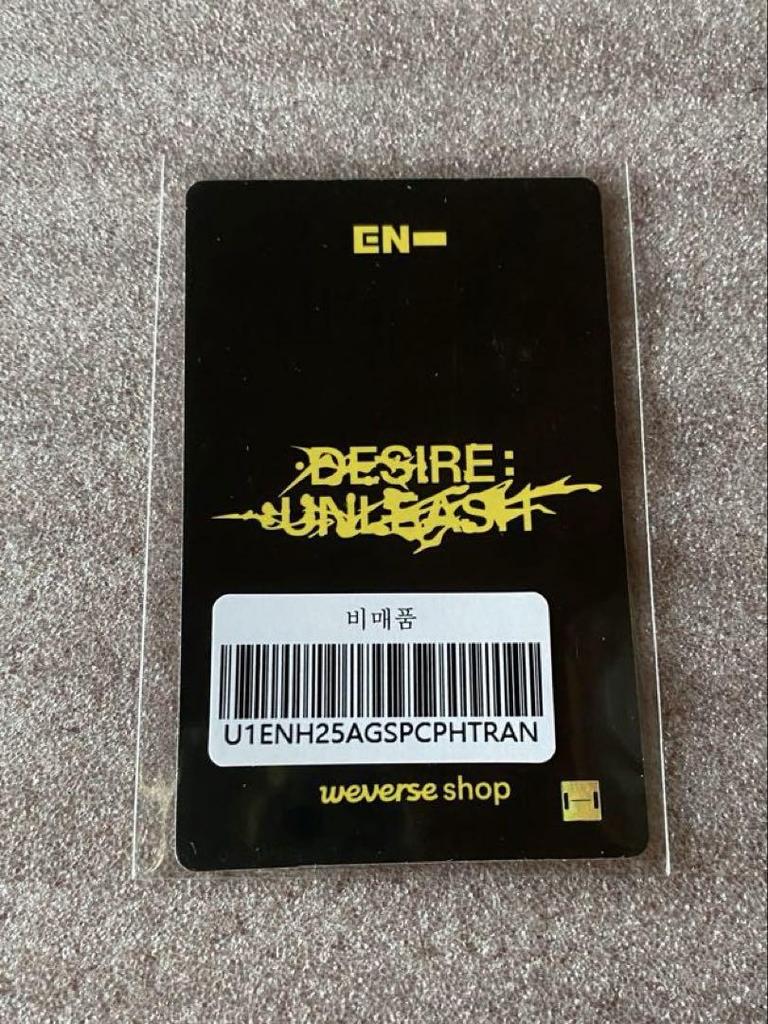 EN-
DESIRE:
UNLEASH
비매품
U1ENH25AGSPCPHTRAN
weverse shop